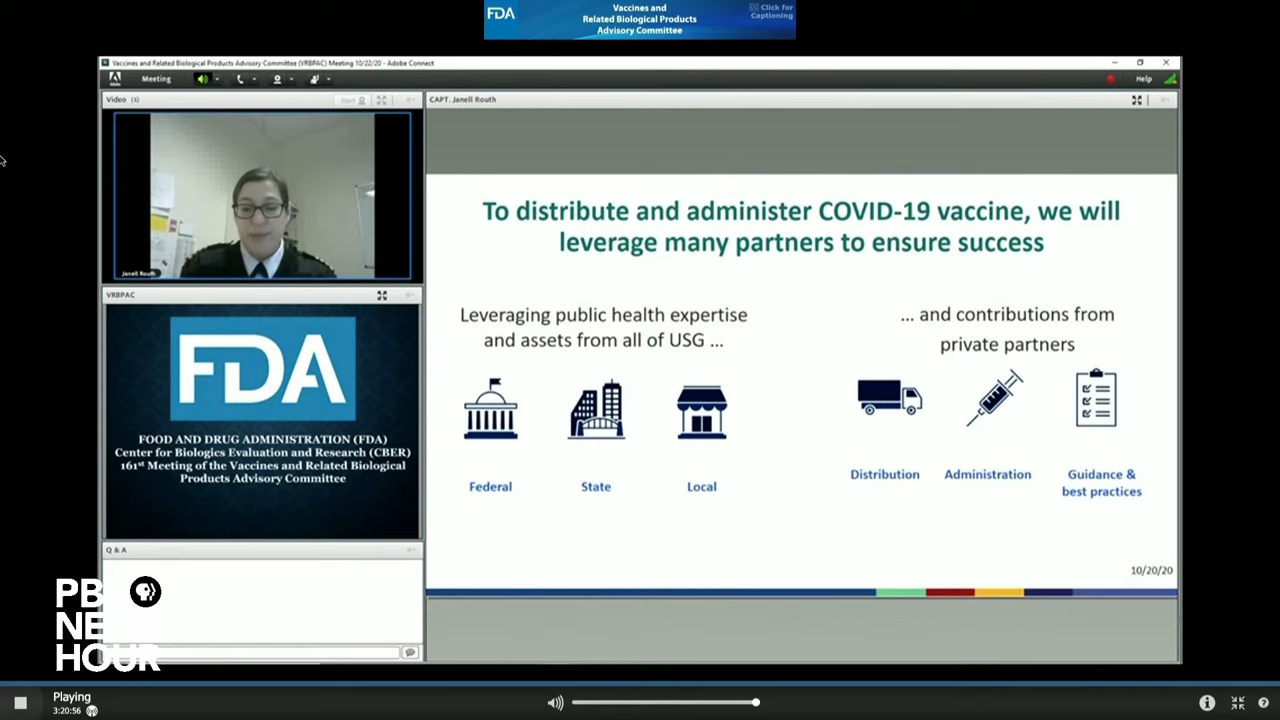 FDA
Vaccines and
Related Biological Products
Advisory Committee
Click for
Captioning
Vaccines and Related Biological Products Advisory Committee (VRBPAC) Meeting 10/22/20 - Adobe Connect
Meeting
Help
Video (1)
Start
CAPT. Janell Routh
Janell Routh
VRBPAC
FDA
FOOD AND DRUG ADMINISTRATION (FDA)
Center for Biologics Evaluation and Research (CBER)
161st Meeting of the Vaccines and Related Biological
Products Advisory Committee
Q & A
To distribute and administer COVID-19 vaccine, we will
leverage many partners to ensure success
Leveraging public health expertise
and assets from all of USG ...
Federal
State
Local
... and contributions from
private partners
Distribution
Administration
Guidance &
best practices
10/20/20
PBS
NEWS
HOUR
Playing
3:20:56